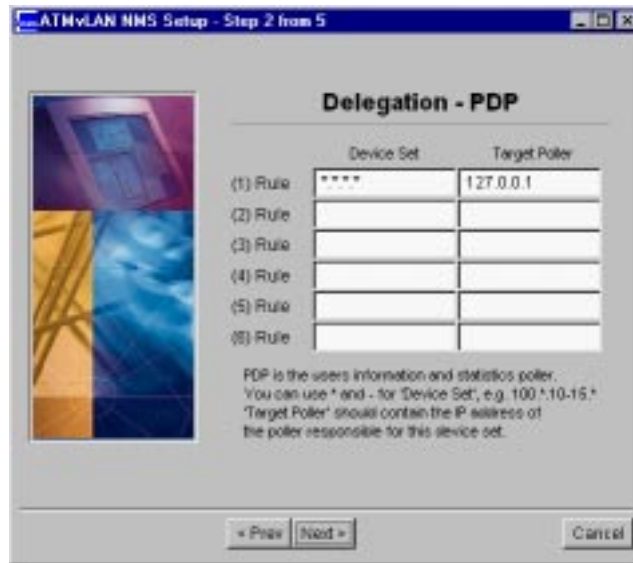 ATMvLAN NMS Setup - Step 2 from 5
Delegation - PDP
Device Set Target Poller
(1) Rule *.*.*.* 127.0.0.1
(2) Rule
(3) Rule
(4) Rule
(5) Rule
(6) Rule
PDP is the users information and statistics poller.
You can use * and - for 'Device Set', e.g. 100.*.10-15.*
'Target Poller' should contain the IP address of
the poller responsible for this device set.
« Prev Next » Cancel